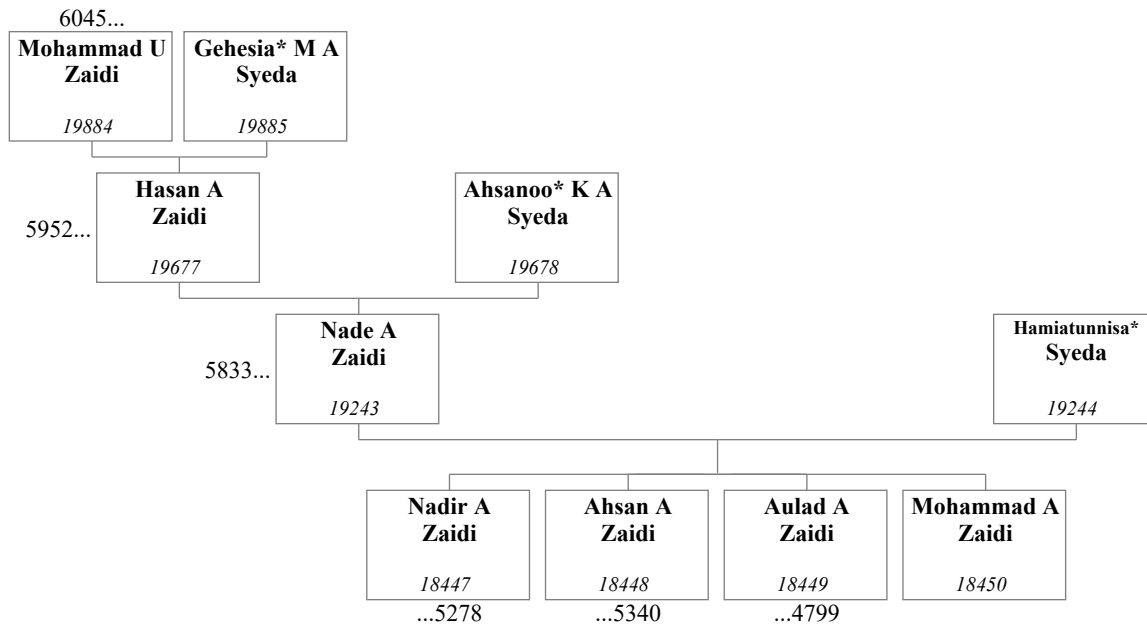 6045...
Mohammad U
Zaidi
19884
Gehesia* M A
Syeda
19885
5952...
Hasan A
Zaidi
19677
Ahsanoo* K A
Syeda
19678
5833...
Nade A
Zaidi
19243
Hamiatunnisa*
Syeda
19244
Nadir A
Zaidi
18447
...5278
Ahsan A
Zaidi
18448
...5340
Aulad A
Zaidi
18449
...4799
Mohammad A
Zaidi
18450